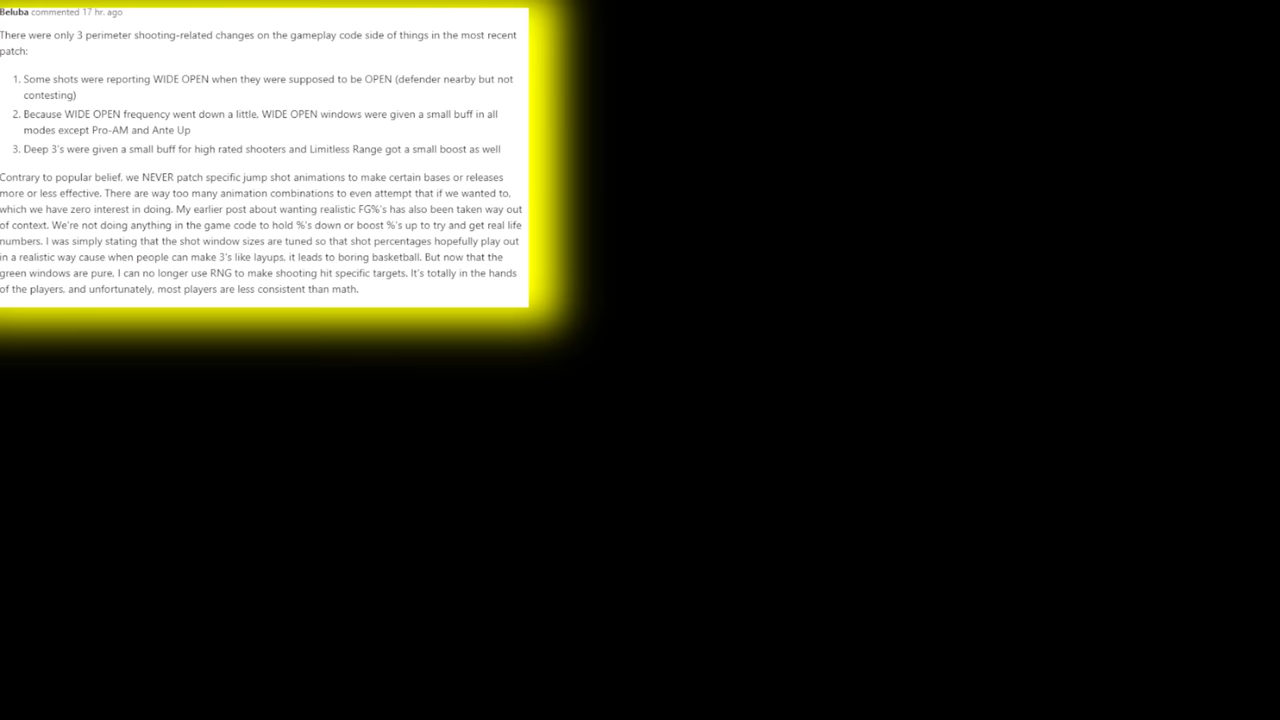 Beluba commented 17 hr. ago
There were only 3 perimeter shooting-related changes on the gameplay code side of things in the most recent
patch:
1. Some shots were reporting WIDE OPEN when they were supposed to be OPEN (defender nearby but not
contesting)
2. Because WIDE OPEN frequency went down a little, WIDE OPEN windows were given a small buff in all
modes except Pro-AM and Ante Up
3. Deep 3's were given a small buff for high rated shooters and Limitless Range got a small boost as well
Contrary to popular belief, we NEVER patch specific jump shot animations to make certain bases or releases
more or less effective. There are way too many animation combinations to even attempt that if we wanted to,
which we have zero interest in doing. My earlier post about wanting realistic FG%'s has also been taken way out
of context. We're not doing anything in the game code to hold %'s down or boost %'s up to try and get real life
numbers. I was simply stating that the shot window sizes are tuned so that shot percentages hopefully play out
in a realistic way cause when people can make 3's like layups, it leads to boring basketball. But now that the
green windows are pure, I can no longer use RNG to make shooting hit specific targets. It's totally in the hands
of the players, and unfortunately, most players are less consistent than math.